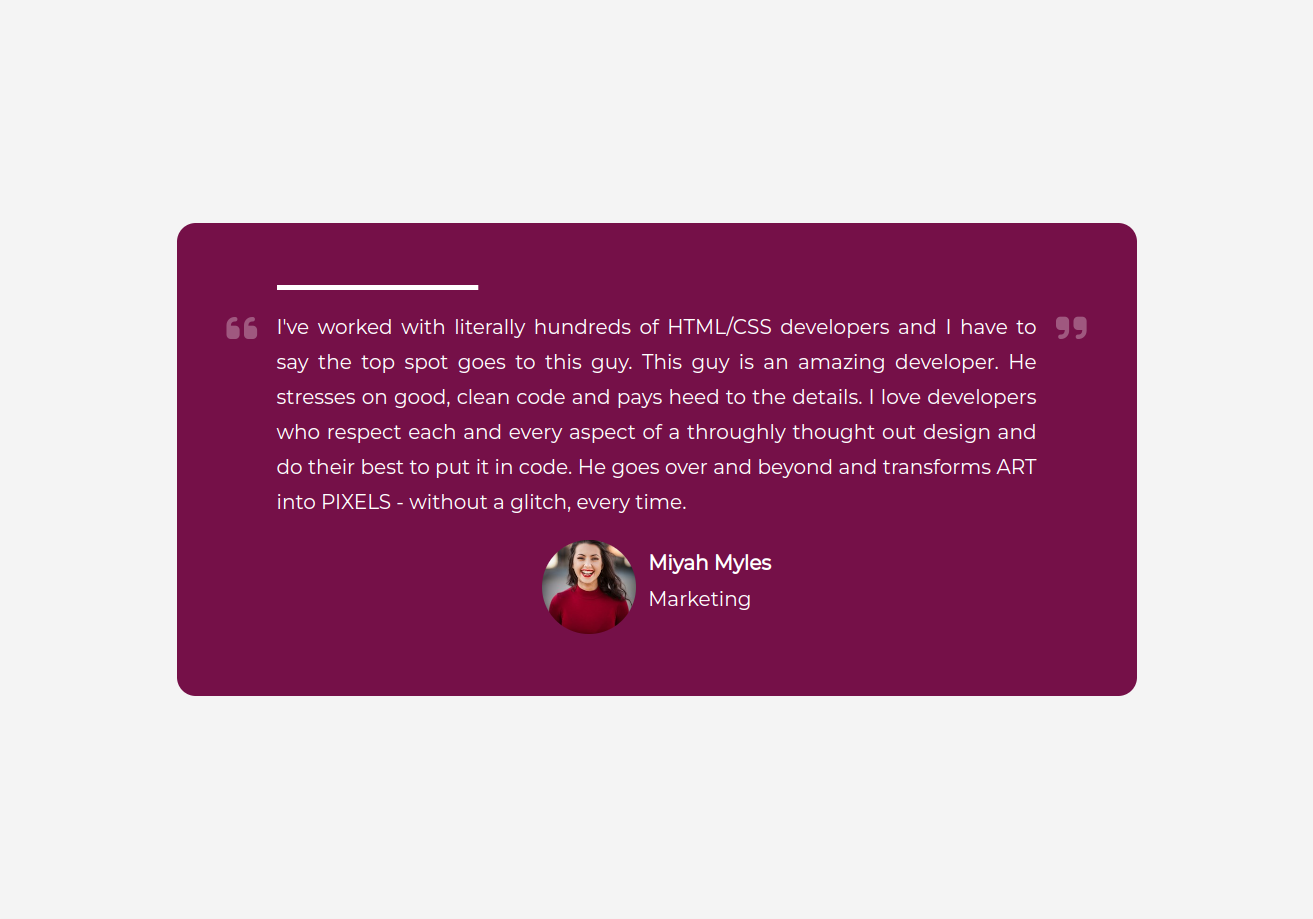 I've worked with literally hundreds of HTML/CSS developers and I have to
say the top spot goes to this guy. This guy is an amazing developer. He
stresses on good, clean code and pays heed to the details. I love developers
who respect each and every aspect of a throughly thought out design and
do their best to put it in code. He goes over and beyond and transforms ART
into PIXELS - without a glitch, every time.
Miyah Myles
Marketing